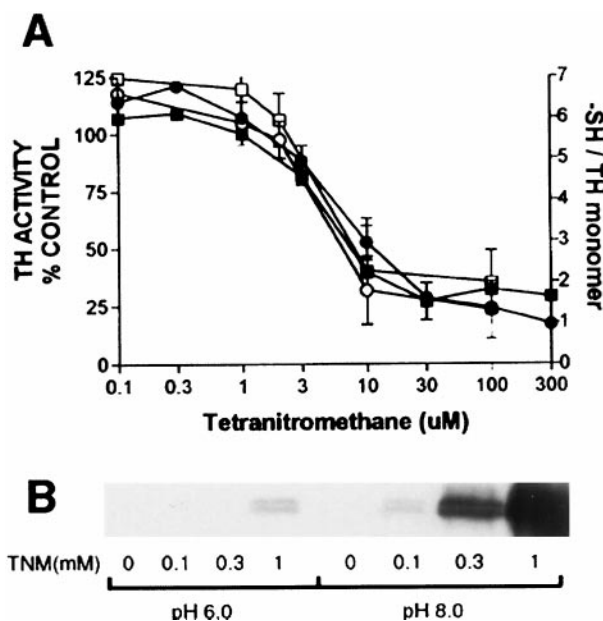 A
125
100
75
50
25
0
TH ACTIVITY
% CONTROL
7
6
5
4
3
2
1
0
-SH / TH monomer
0.1 0.3 1 3 10 30 100 300
Tetranitromethane (uM)
B
TNM(mM) 0 0.1 0.3 1 0 0.1 0.3 1
pH 6.0 pH 8.0